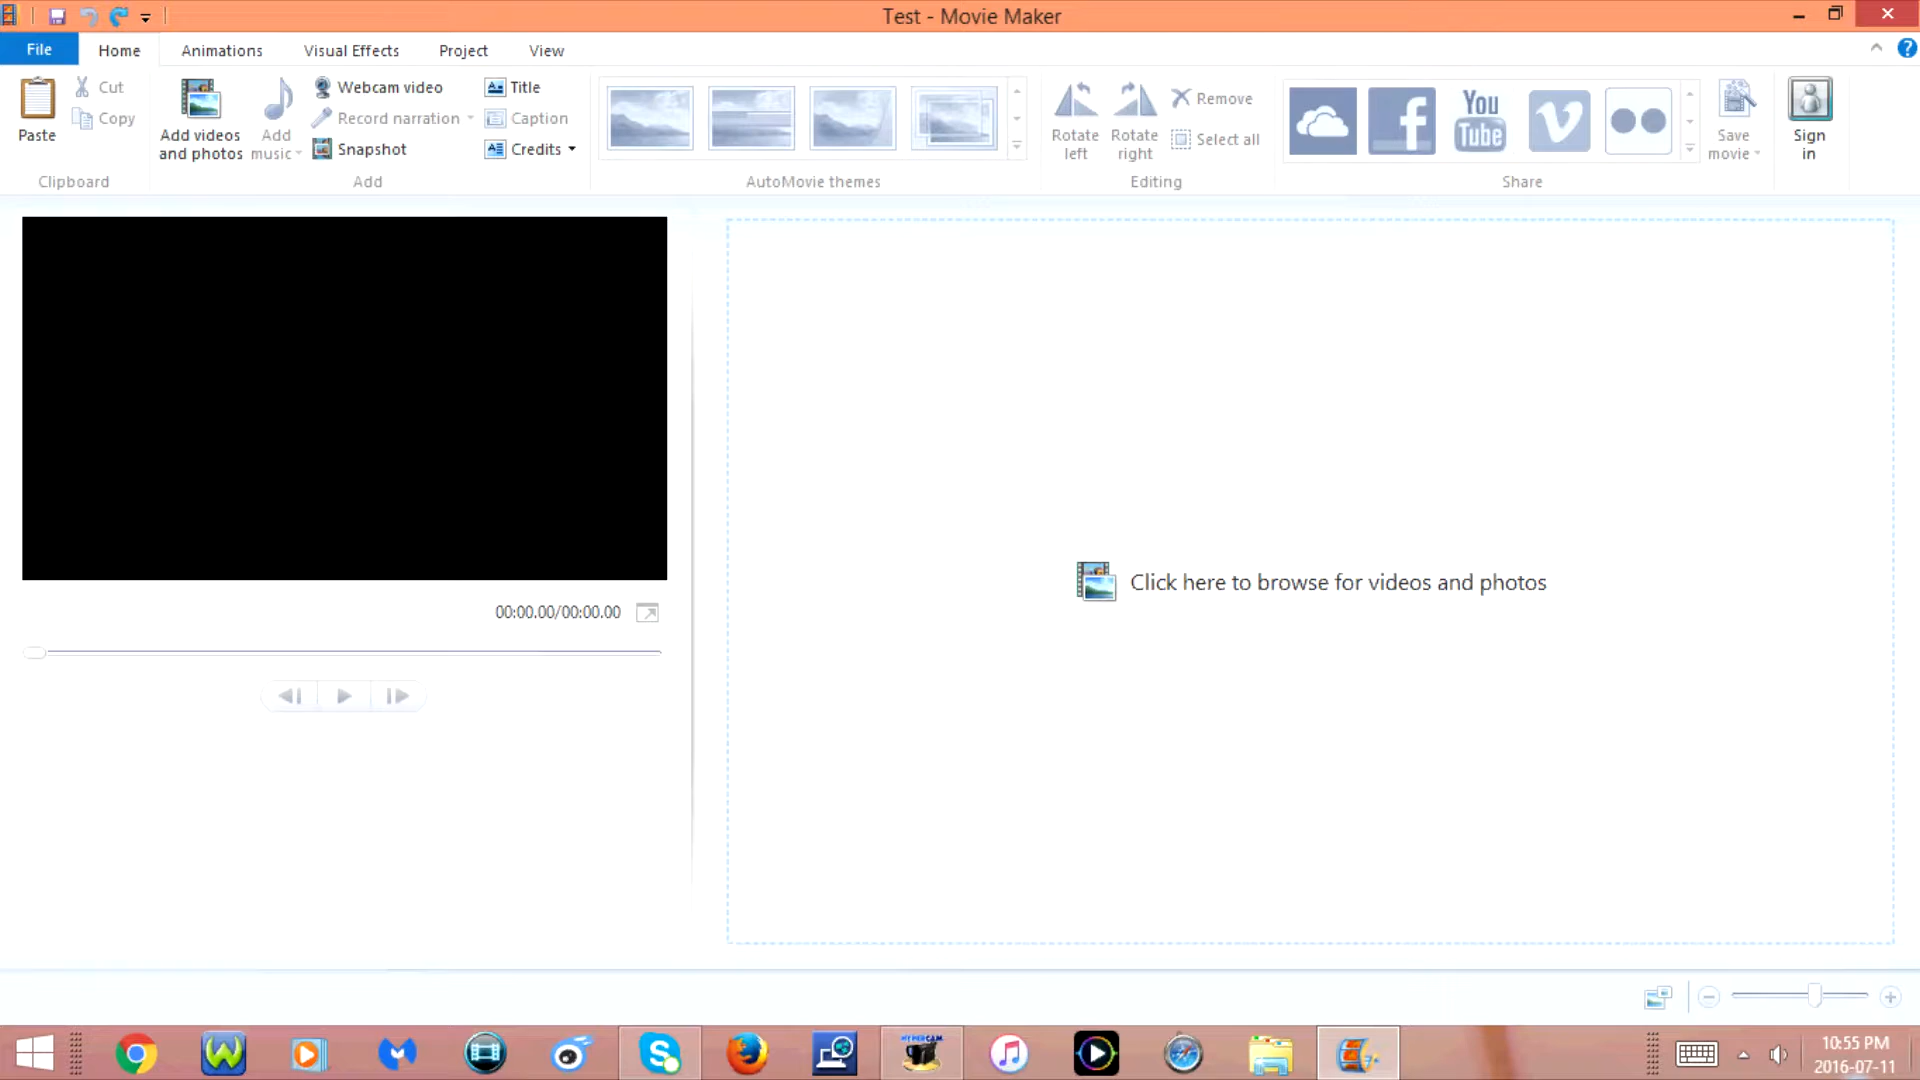 Test - Movie Maker
File Home Animations Visual Effects Project View
Paste
Cut
Copy
Clipboard
Add videos
and photos
Add
music
Webcam video
Record narration
Snapshot
Title
Caption
Credits
Add
AutoMovie themes
Rotate
left
Rotate
right
Remove
Select all
Editing
You
Tube
Share
Save
movie
Sign
in
00:00.00/00:00.00
Click here to browse for videos and photos
HYPERCAM
10:55 PM
2016-07-11